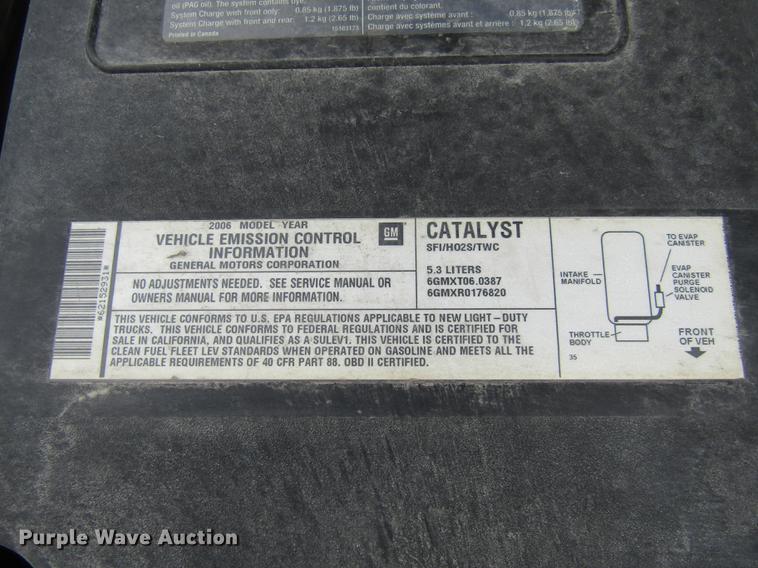 oil (PAG oil). The system contains dye.
System Charge with front only: 0.85 kg (1.875 lb)
System Charge with front and rear: 1.2 kg (2.65 lb)
Printed in Canada
15183173
contient du colorant.
Charge avec système avant : 0.85 kg (1.875 lb)
Charge avec systèmes avant et arrière : 1.2 kg (2.65 lb)
*62152931*
2006 MODEL YEAR
VEHICLE EMISSION CONTROL
INFORMATION
GENERAL MOTORS CORPORATION
GM
NO ADJUSTMENTS NEEDED. SEE SERVICE MANUAL OR
OWNERS MANUAL FOR MORE INFORMATION.
CATALYST
SFI/HO2S/TWC
5.3 LITERS
6GMXT06.0387
6GMXR0176820
THIS VEHICLE CONFORMS TO U.S. EPA REGULATIONS APPLICABLE TO NEW LIGHT-DUTY
TRUCKS. THIS VEHICLE CONFORMS TO FEDERAL REGULATIONS AND IS CERTIFIED FOR
SALE IN CALIFORNIA, AND QUALIFIES AS A SULEV1. THIS VEHICLE IS CERTIFIED TO THE
CLEAN FUEL FLEET LEV STANDARDS WHEN OPERATED ON GASOLINE AND MEETS ALL THE
APPLICABLE REQUIREMENTS OF 40 CFR PART 88. OBD II CERTIFIED.
TO EVAP
CANISTER
INTAKE
MANIFOLD
EVAP
CANISTER
PURGE
SOLENOID
VALVE
THROTTLE
BODY
FRONT
OF VEH
35
Purple Wave Auction